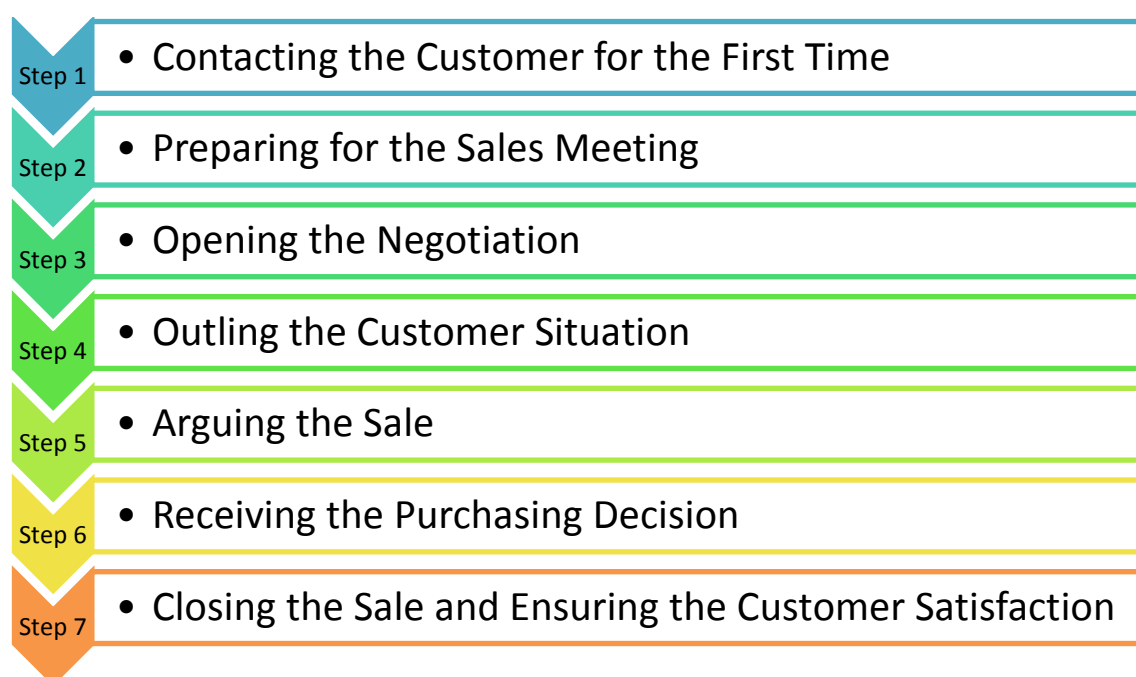 Step 1
• Contacting the Customer for the First Time
Step 2
• Preparing for the Sales Meeting
Step 3
• Opening the Negotiation
Step 4
• Outling the Customer Situation
Step 5
• Arguing the Sale
Step 6
• Receiving the Purchasing Decision
Step 7
• Closing the Sale and Ensuring the Customer Satisfaction